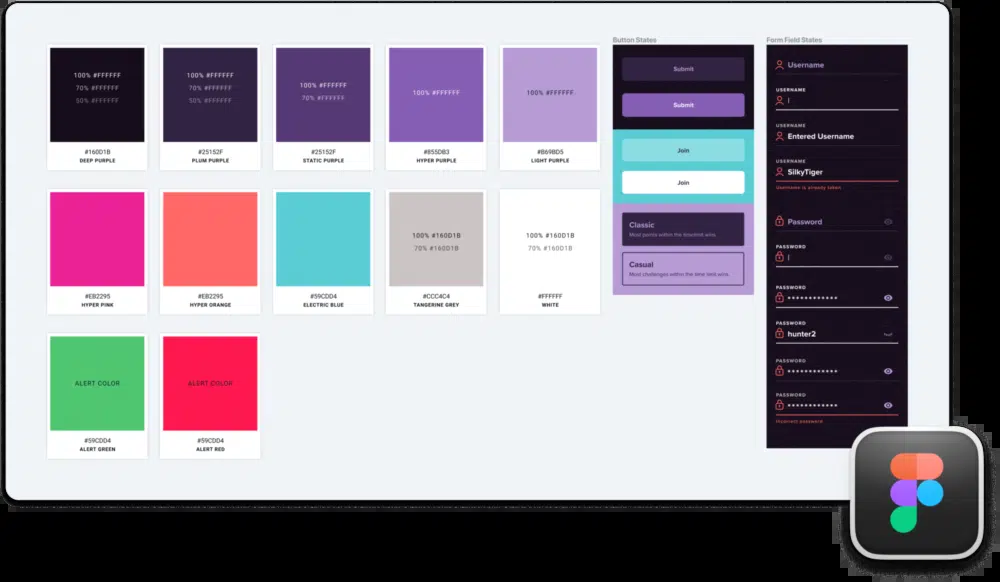 100% #FFFFFF
70% #FFFFFF
50% #FFFFFF
#160D1B
DEEP PURPLE
100% #FFFFFF
70% #FFFFFF
50% #FFFFFF
#25152F
PLUM PURPLE
100% #FFFFFF
70% #FFFFFF
#25152F
STATIC PURPLE
100% #FFFFFF
#855DB3
HYPER PURPLE
100% #FFFFFF
#B69BD5
LIGHT PURPLE
#EB2295
HYPER PINK
#EB2295
HYPER ORANGE
#59CDD4
ELECTRIC BLUE
100% #160D1B
70% #160D1B
#CCC4C4
TANGERINE GREY
100% #160D1B
70% #160D1B
#FFFFFF
WHITE
ALERT COLOR
#59CDD4
ALERT GREEN
ALERT COLOR
#59CDD4
ALERT RED
Button States
Submit
Submit
Join
Join
Classic
Most points within the timelimit wins.
Casual
Most challenges within the time limit wins.
Form Field States
Username
USERNAME
USERNAME
Entered Username
USERNAME
SilkyTiger
Username is already taken
Password
PASSWORD
PASSWORD
************
PASSWORD
hunter2
PASSWORD
************
PASSWORD
************
Incorrect password